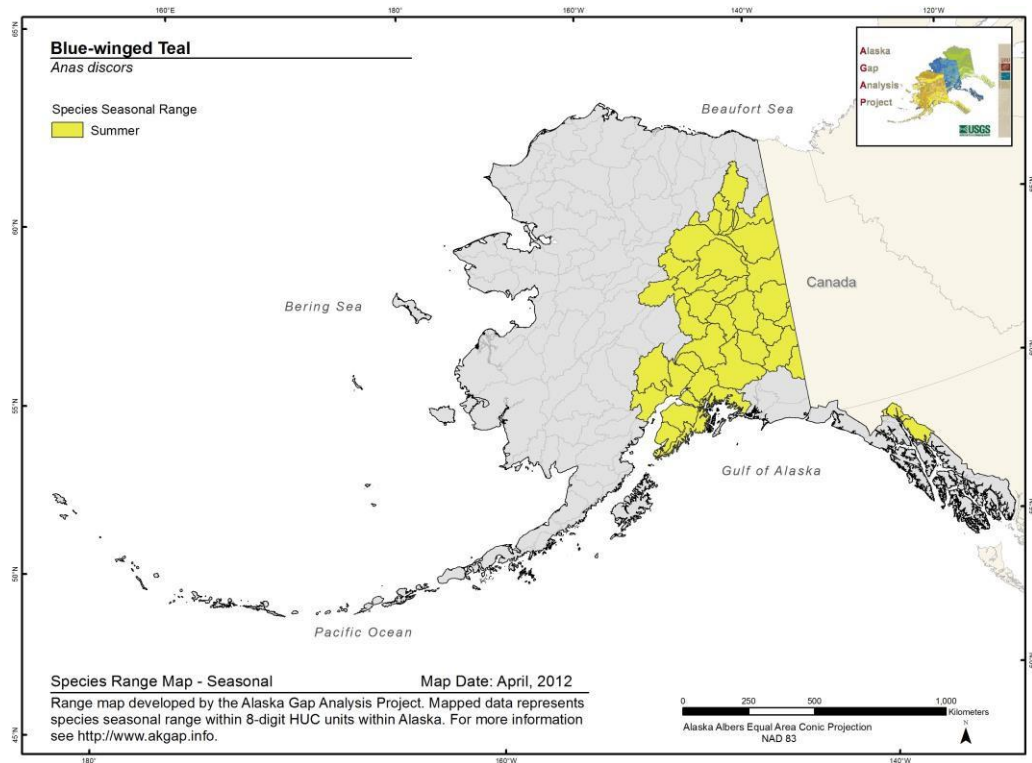 180°
160°W
140°W
120°W
65°N
Blue-winged Teal
Anas discors
Species Seasonal Range
Summer
Alaska
Gap
Analysis
Project
USGS
Beaufort Sea
60°N
Canada
Bering Sea
60°N
55°N
Gulf of Alaska
50°N
Pacific Ocean
Species Range Map - Seasonal
Map Date: April, 2012
Range map developed by the Alaska Gap Analysis Project. Mapped data represents
species seasonal range within 8-digit HUC units within Alaska. For more information
see http://www.akgap.info.
0 250 500 1,000
Kilometers
Alaska Albers Equal Area Conic Projection
NAD 83
N
45°N
180°
160°W
140°W